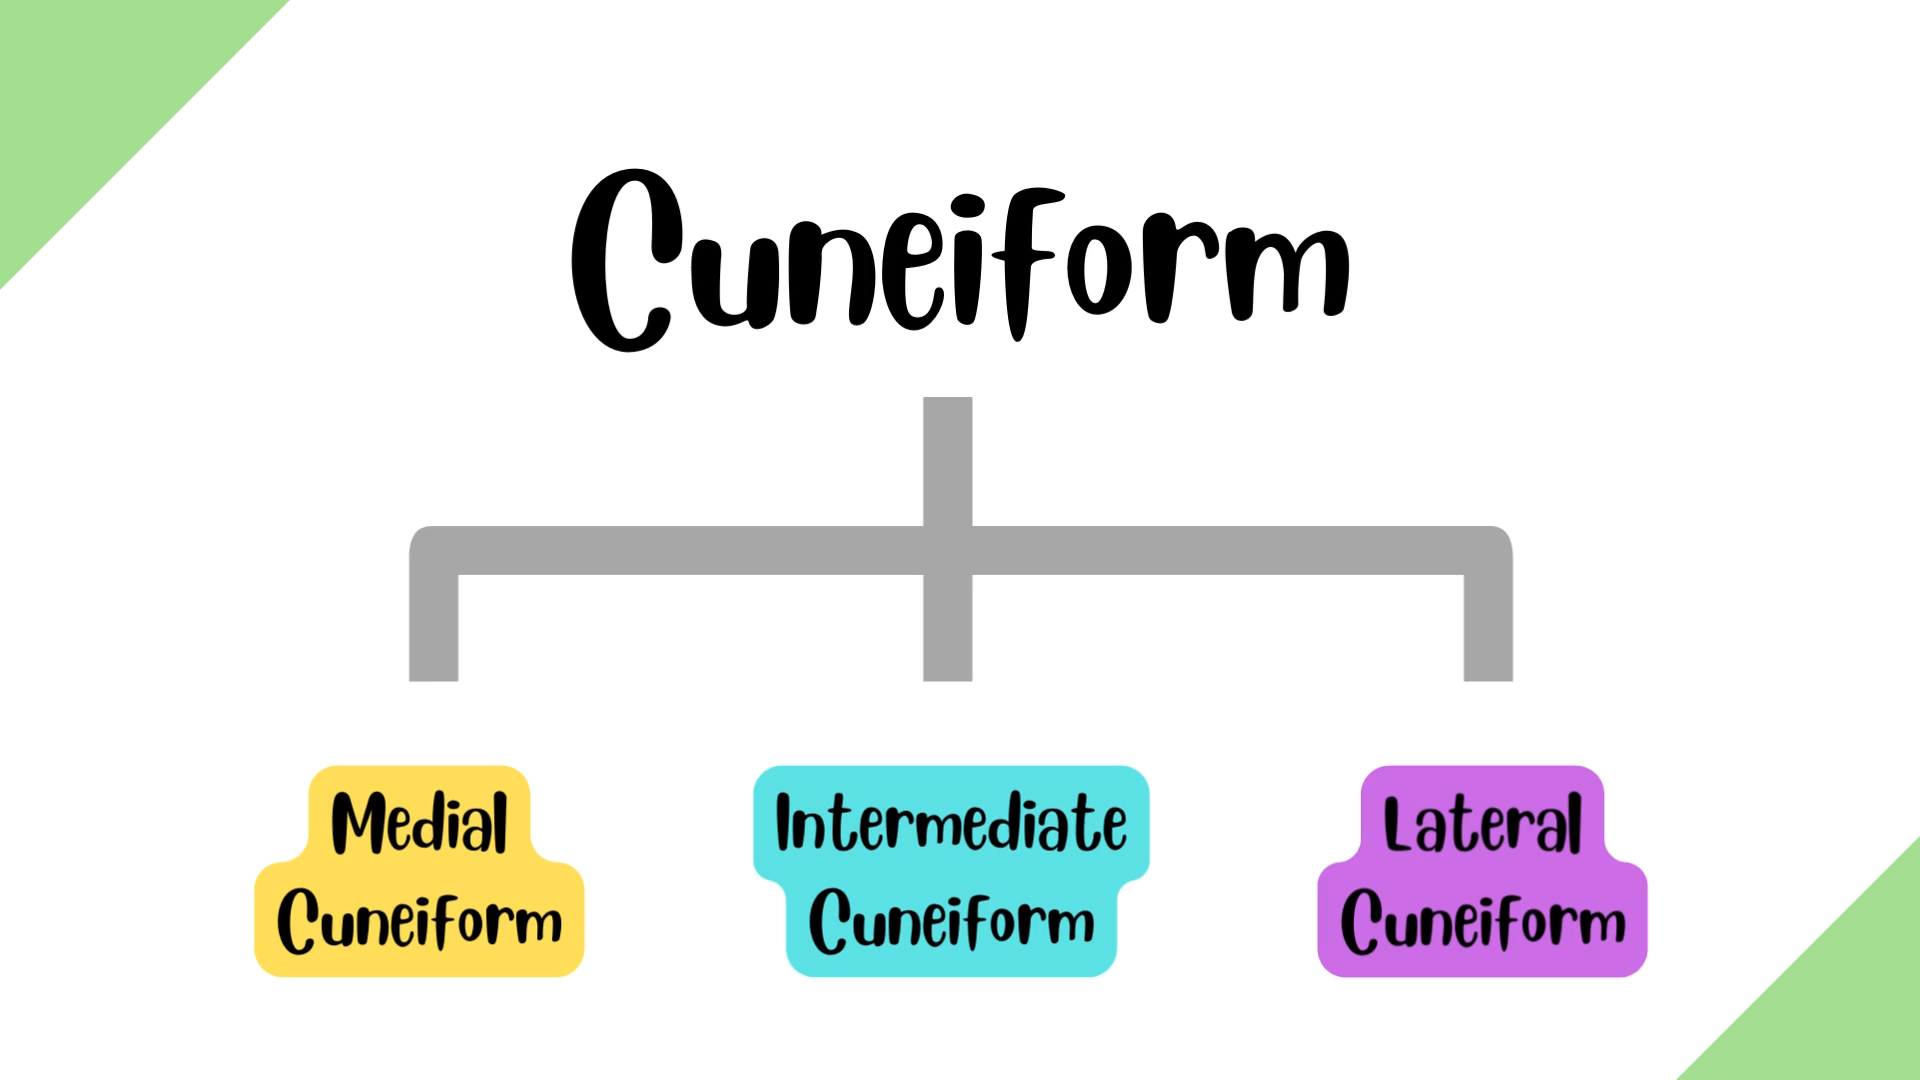 Cuneiform
Medial
Cuneiform
Intermediate
Cuneiform
Lateral
Cuneiform